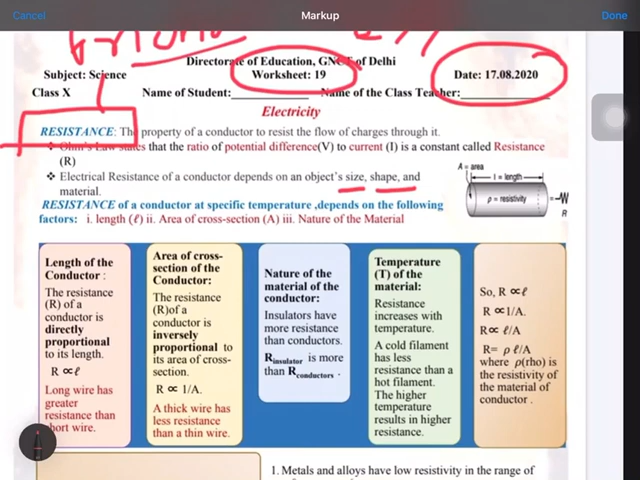 Cancel
Markup
Done
Directorate of Education, GNCT of Delhi
Subject: Science
Worksheet: 19
Date: 17.08.2020
Class X
Name of Student:
Name of the Class Teacher:
Electricity
RESISTANCE: The property of a conductor to resist the flow of charges through it.
❖ Ohm's Law states that the ratio of potential difference(V) to current (I) is a constant called Resistance
(R)
❖ Electrical Resistance of a conductor depends on an object's size, shape, and
material.
A = area
l = length
ρ = resistivity
R
RESISTANCE of a conductor at specific temperature ,depends on the following
factors: i. length (ℓ) ii. Area of cross-section (A) iii. Nature of the Material
Length of the
Conductor :
The resistance
(R) of a
conductor is
directly
proportional
to its length.
R ∝ℓ
Long wire has
greater
resistance than
short wire.
Area of cross-
section of the
Conductor:
The resistance
(R)of a
conductor is
inversely
proportional to
its area of cross-
section.
R ∝ 1/A.
A thick wire has
less resistance
than a thin wire.
Nature of the
material of the
conductor:
Insulators have
more resistance
than conductors.
Rinsulator is more
than Rconductors .
Temperature
(T) of the
material:
Resistance
increases with
temperature.
A cold filament
has less
resistance than a
hot filament.
The higher
temperature
results in higher
resistance.
So, R ∝ℓ
R ∝1/A.
R∝ ℓ/A
R= ρ ℓ/A
where ρ(rho) is
the resistivity of
the material of
conductor .
1. Metals and alloys have low resistivity in the range of